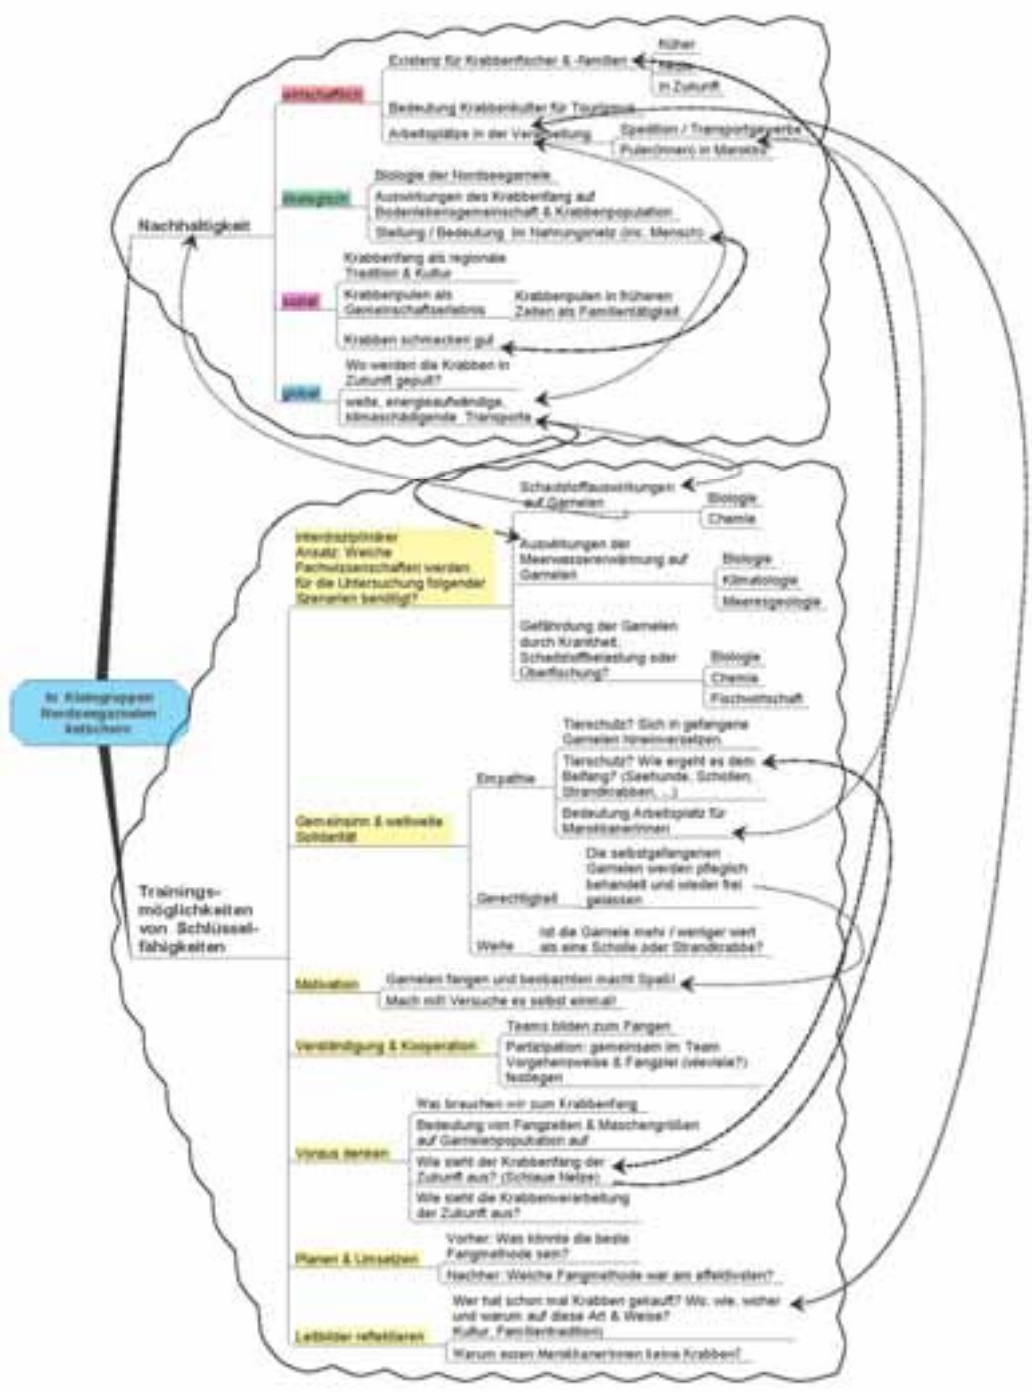 früher
Existenz für Krabbenfischer & -familien
heute
in Zukunft
wirtschaftlich
Bedeutung Krabbenkutter für Tourismus
Arbeitsplätze in der Verarbeitung
Spedition / Transportgewerbe
Puler(innen) in Marokko
Biologie der Nordseegarnele
ökologisch
Auswirkungen des Krabbenfang auf
Bodenlebensgemeinschaft & Krabbenpopulation
Stellung / Bedeutung im Nahrungsnetz (inc. Mensch)
Nachhaltigkeit
Krabbenfang als regionale
Tradition & Kultur
sozial
Krabbenpulen als
Gemeinschaftserlebnis
Krabbenpulen in früheren
Zeiten als Familientätigkeit
Krabben schmecken gut
Wo werden die Krabben in
Zukunft gepult?
global
weite, energieaufwändige,
klimaschädigende Transporte
Schadstoffauswirkungen
auf Garnelen
Biologie
Chemie
Interdisziplinärer
Ansatz: Welche
Fachwissenschaften werden
für die Untersuchung folgender
Szenarien benötigt?
Auswirkungen der
Meerwassererwärmung auf
Garnelen
Biologie
Klimatologie
Meeresgeologie
Gefährdung der Garnelen
durch Krankheit,
Schadstoffbelastung oder
Überfischung?
Biologie
Chemie
Fischwirtschaft
In Kleingruppen
Nordseegarnelen
keschern
Tierschutz? Sich in gefangene
Garnelen hineinversetzen.
Empathie
Tierschutz? Wie ergeht es dem
Beifang? (Seehunde, Schollen,
Strandkrabben, ...)
Bedeutung Arbeitsplatz für
MarokkanerInnen
Gemeinsinn & weltweite
Solidarität
Die selbstgefangenen
Garnelen werden pfleglich
behandelt und wieder frei
gelassen
Gerechtigkeit
Werte
Ist die Garnele mehr / weniger wert
als eine Scholle oder Strandkrabbe?
Trainings-
möglichkeiten
von Schlüssel-
fähigkeiten
Motivation
Garnelen fangen und beobachten macht Spaß!
Mach mit! Versuche es selbst einmal!
Teams bilden zum Fangen
Verständigung & Kooperation
Partizipation: gemeinsam im Team
Vorgehensweise & Fangziel (wieviele?)
festlegen
Was brauchen wir zum Krabbenfang
Bedeutung von Fangzeiten & Maschengrößen
auf Garnelenpopulation auf
Voraus denken
Wie sieht der Krabbenfang der
Zukunft aus? (Schlaue Netze)
Wie sieht die Krabbenverarbeitung
der Zukunft aus?
Planen & Umsetzen
Vorher: Was könnte die beste
Fangmethode sein?
Nachher: Welche Fangmethode war am effektivsten?
Wer hat schon mal Krabben gekauft? Wo, wie, woher
und warum auf diese Art & Weise?
Kultur, Familientradition)
Leitbilder reflektieren
Warum essen MarokkanerInnen keine Krabben?